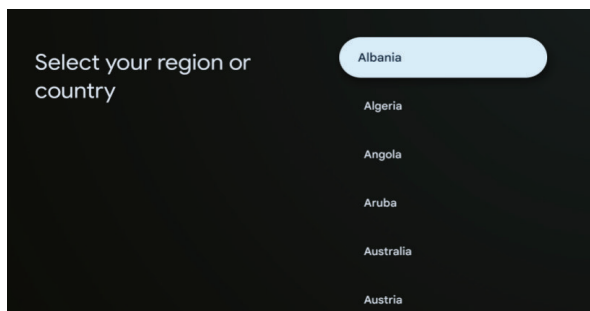 Select your region or
country
Albania
Algeria
Angola
Aruba
Australia
Austria